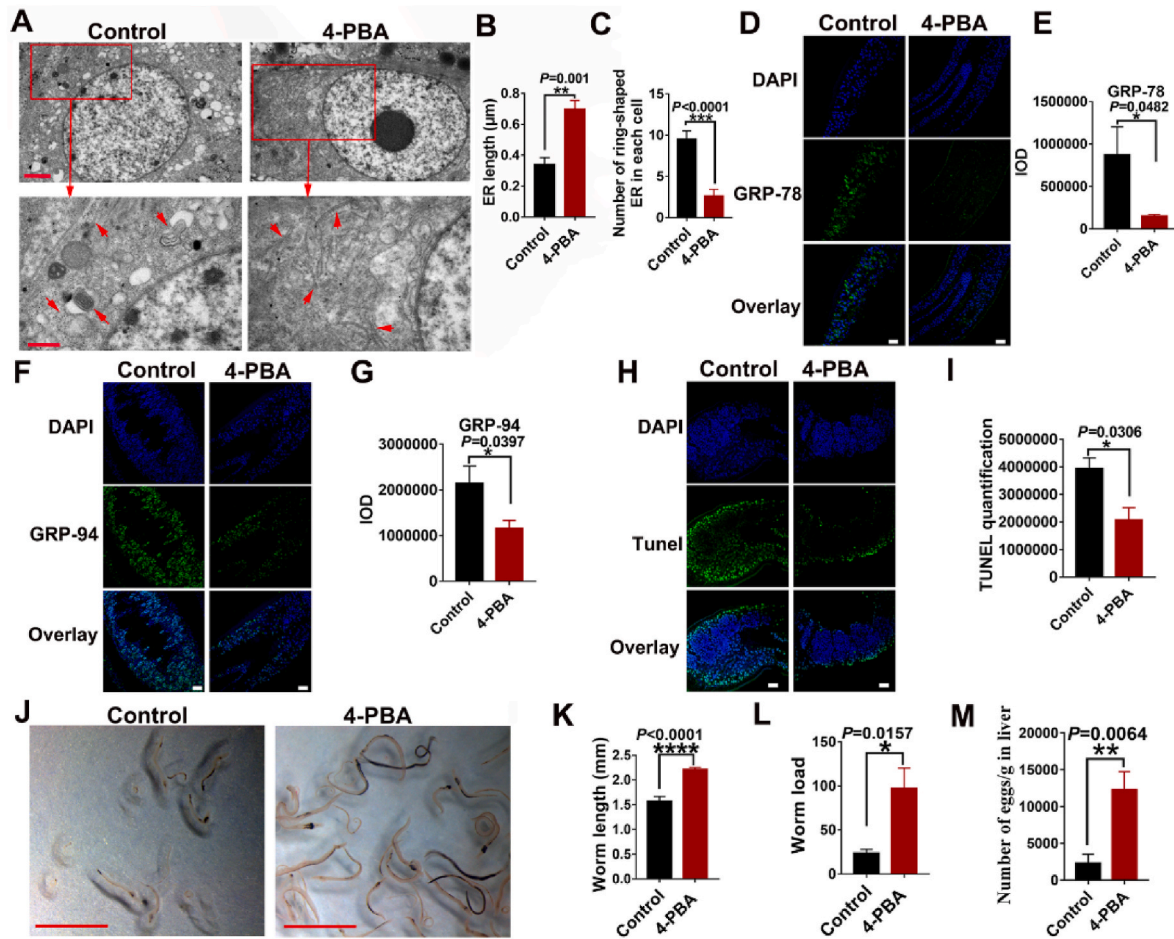 A
Control
4-PBA
B
P=0.001
**
ER length (μm)
0.8
0.6
0.4
0.2
0.0
Control
4-PBA
C
P<0.0001
***
Number of ring-shaped
ER in each cell
15
10
5
0
Control
4-PBA
D
Control
4-PBA
DAPI
GRP-78
Overlay
E
GRP-78
P=0.0482
*
IOD
1500000
1000000
500000
0
Control
4-PBA
F
Control
4-PBA
DAPI
GRP-94
Overlay
G
GRP-94
P=0.0397
*
IOD
3000000
2000000
1000000
0
Control
4-PBA
H
Control
4-PBA
DAPI
Tunel
Overlay
I
P=0.0306
*
TUNEL quantification
5000000
4000000
3000000
2000000
1000000
0
Control
4-PBA
J
Control
4-PBA
K
P<0.0001
****
Worm length (mm)
2.5
2.0
1.5
1.0
0.5
0.0
Control
4-PBA
L
P=0.0157
*
Worm load
150
100
50
0
Control
4-PBA
M
P=0.0064
**
Number of eggs/g in liver
20000
15000
10000
5000
0
Control
4-PBA